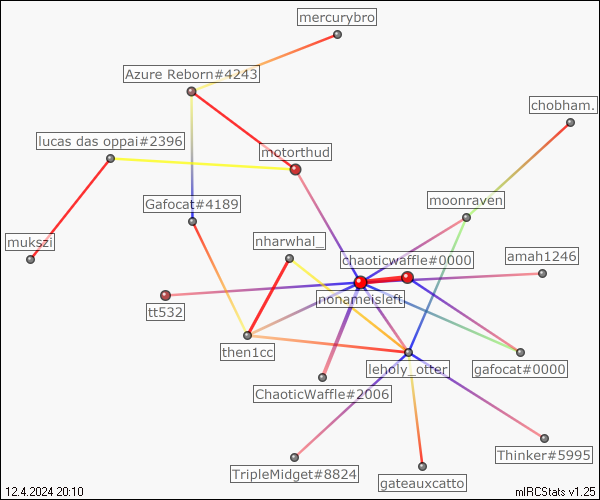 mercurybro
Azure Reborn#4243
chobham.
lucas das oppai#2396
motorthud
moonraven
Gafocat#4189
mukszi
nharwhal_
chaoticwaffle#0000
amah1246
nonameisleft
tt532
then1cc
leholy_otter
gafocat#0000
ChaoticWaffle#2006
Thinker#5995
TripleMidget#8824
gateauxcatto
12.4.2024 20:10
mIRCStats v1.25